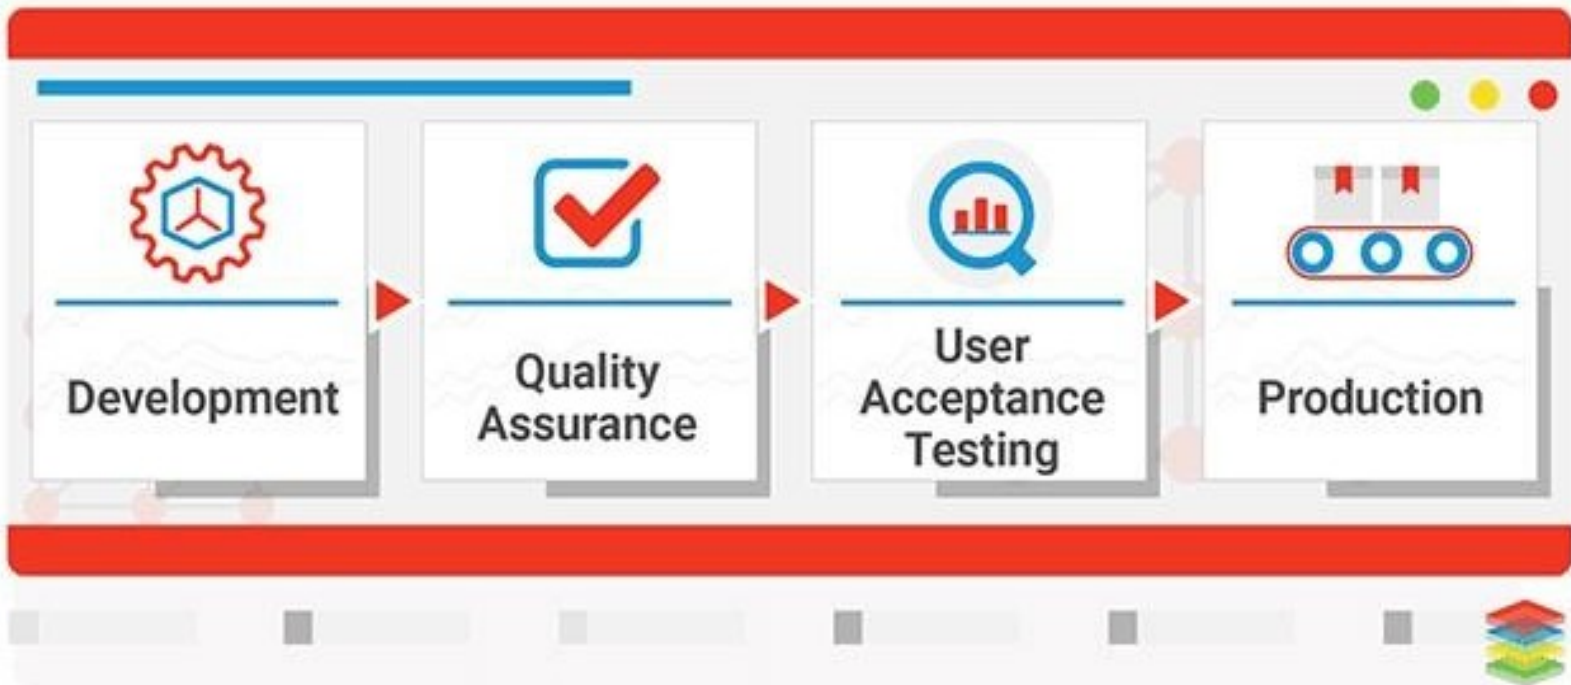 Development
Quality
Assurance
User
Acceptance
Testing
Production